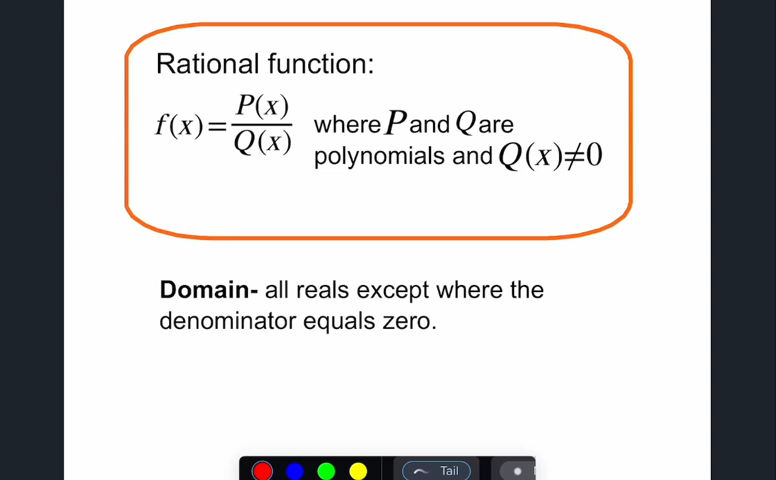 Rational function:
f(x)=P(x)/Q(x) where P and Q are
polynomials and Q(x)≠0
Domain- all reals except where the
denominator equals zero.
Tail